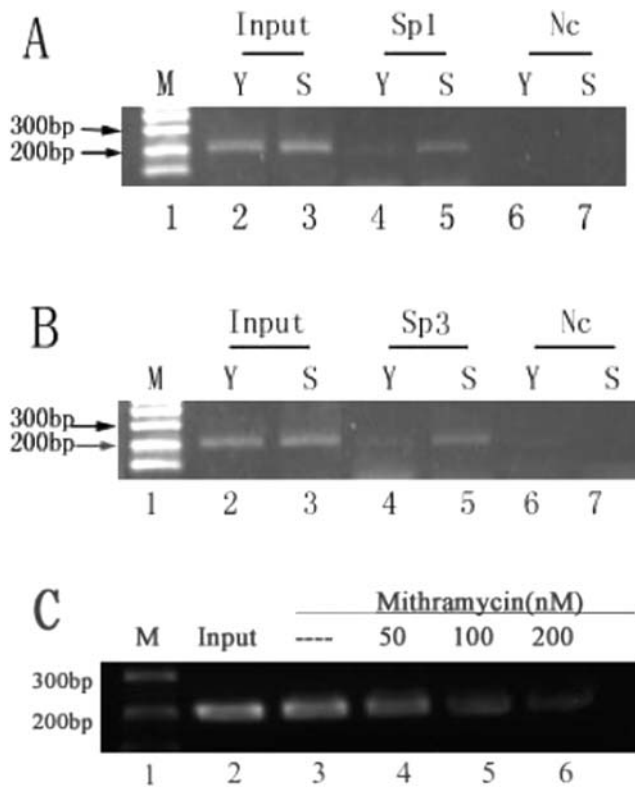 A
Input Sp1 Nc
M Y S Y S Y S
300bp
200bp
1 2 3 4 5 6 7
B
Input Sp3 Nc
M Y S Y S Y S
300bp
200bp
1 2 3 4 5 6 7
C
Mithramycin(nM)
M Input ---- 50 100 200
300bp
200bp
1 2 3 4 5 6